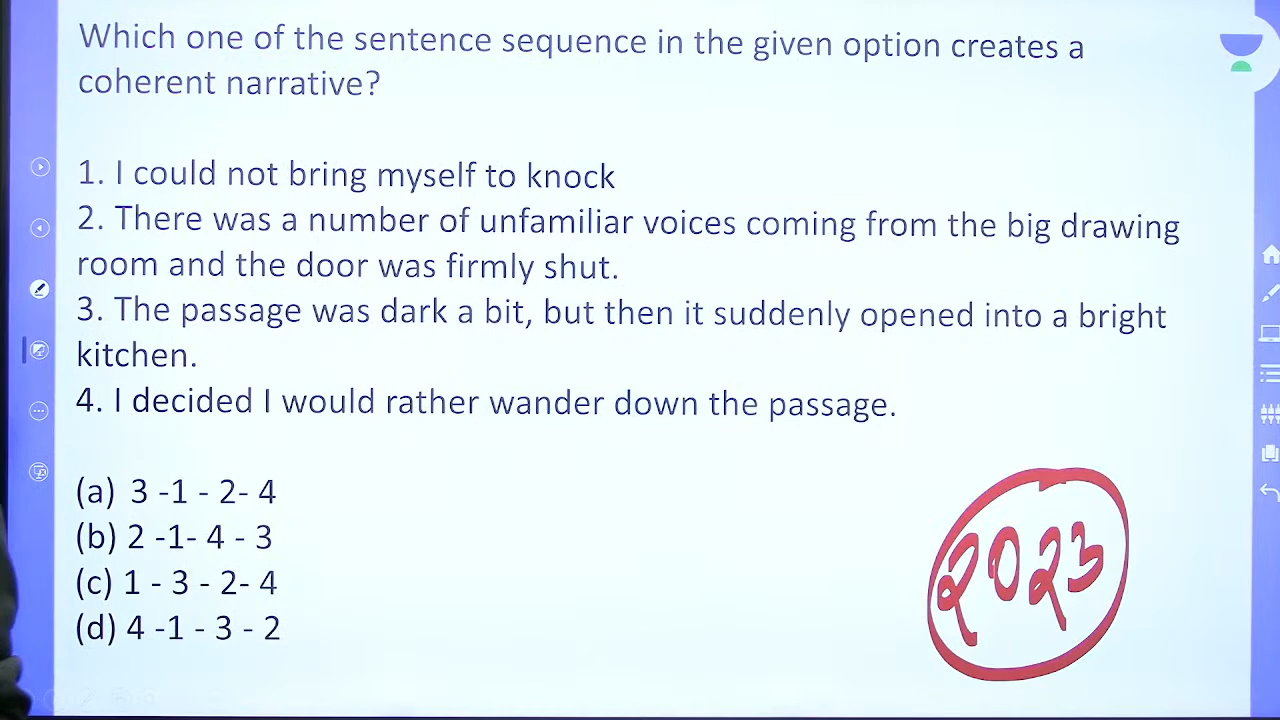 Which one of the sentence sequence in the given option creates a
coherent narrative?
1. I could not bring myself to knock
2. There was a number of unfamiliar voices coming from the big drawing
room and the door was firmly shut.
3. The passage was dark a bit, but then it suddenly opened into a bright
kitchen.
4. I decided I would rather wander down the passage.
(a) 3 -1 - 2- 4
(b) 2 -1- 4 - 3
(c) 1 - 3 - 2- 4
(d) 4 -1 - 3 - 2
2023